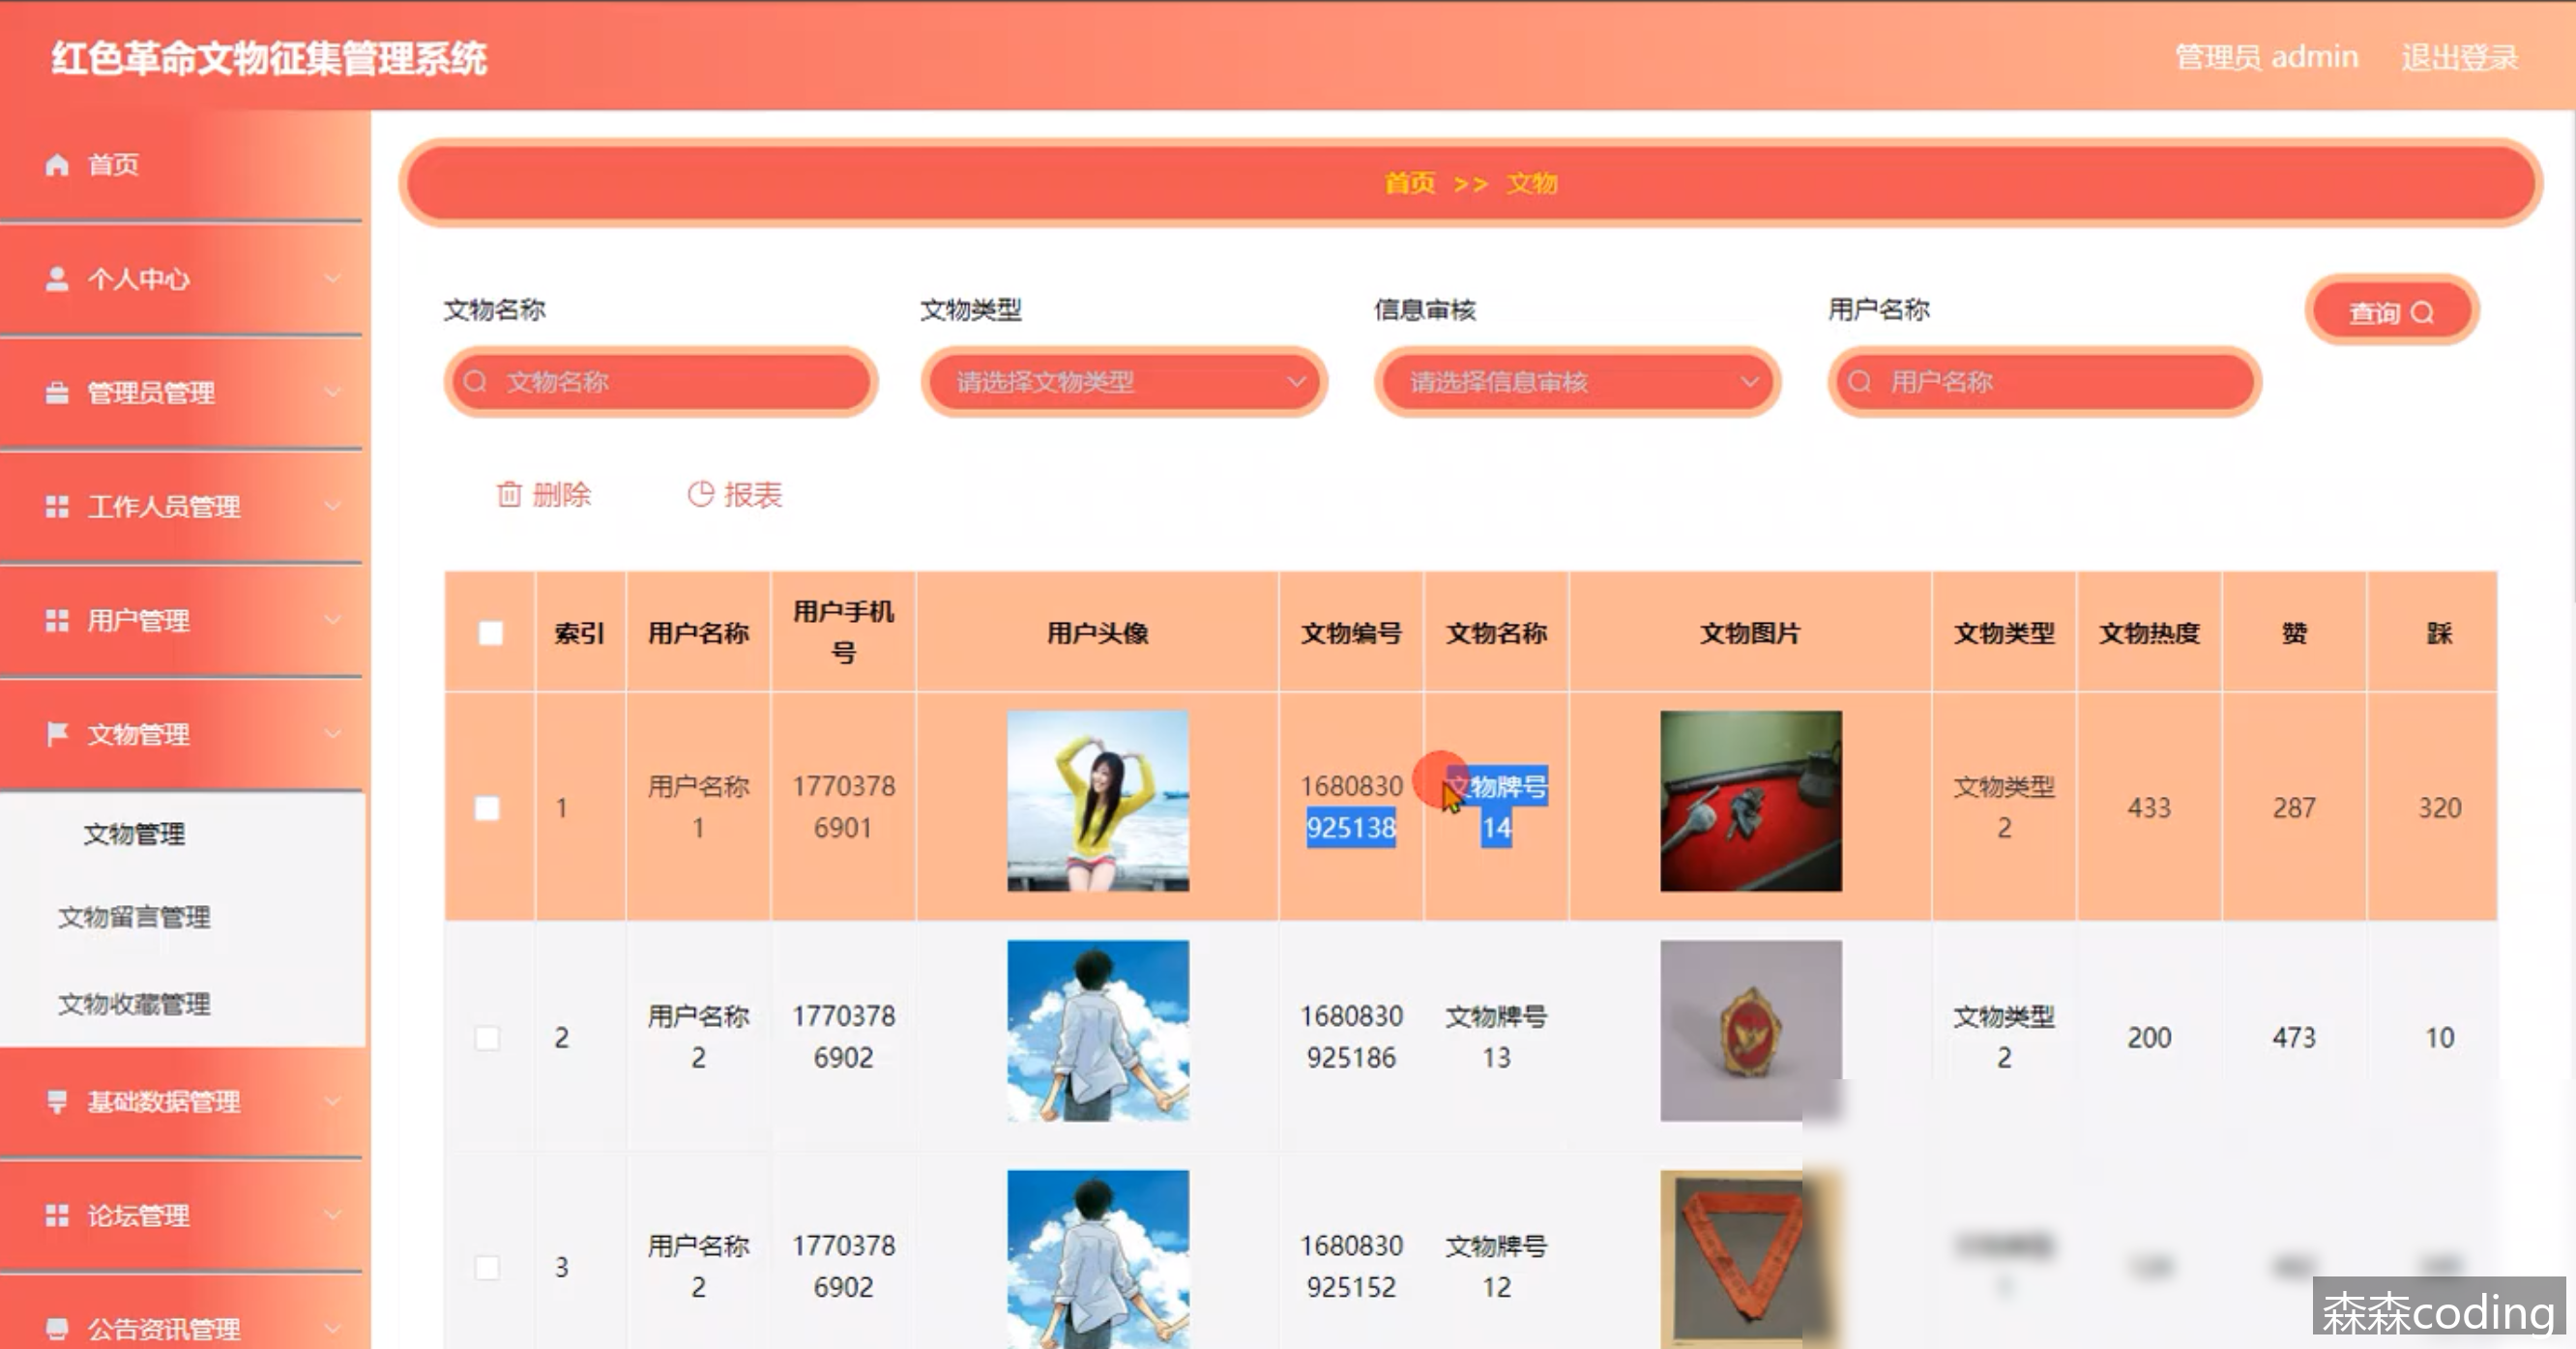 红色革命文物征集管理系统
管理员 admin 退出登录
首页
个人中心
管理员管理
工作人员管理
用户管理
文物管理
文物管理
文物留言管理
文物收藏管理
基础数据管理
论坛管理
公告资讯管理
首页 >> 文物
文物名称 文物类型 信息审核 用户名称
文物名称 请选择文物类型 请选择信息审核 用户名称 查询
删除 报表
索引 用户名称 用户手机号 用户头像 文物编号 文物名称 文物图片 文物类型 文物热度 赞 踩
1 用户名称1 17703786901 1680830925138 文物牌号14 文物类型2 433 287 320
2 用户名称2 17703786902 1680830925186 文物牌号13 文物类型2 200 473 10
3 用户名称2 17703786902 1680830925152 文物牌号12
森森coding